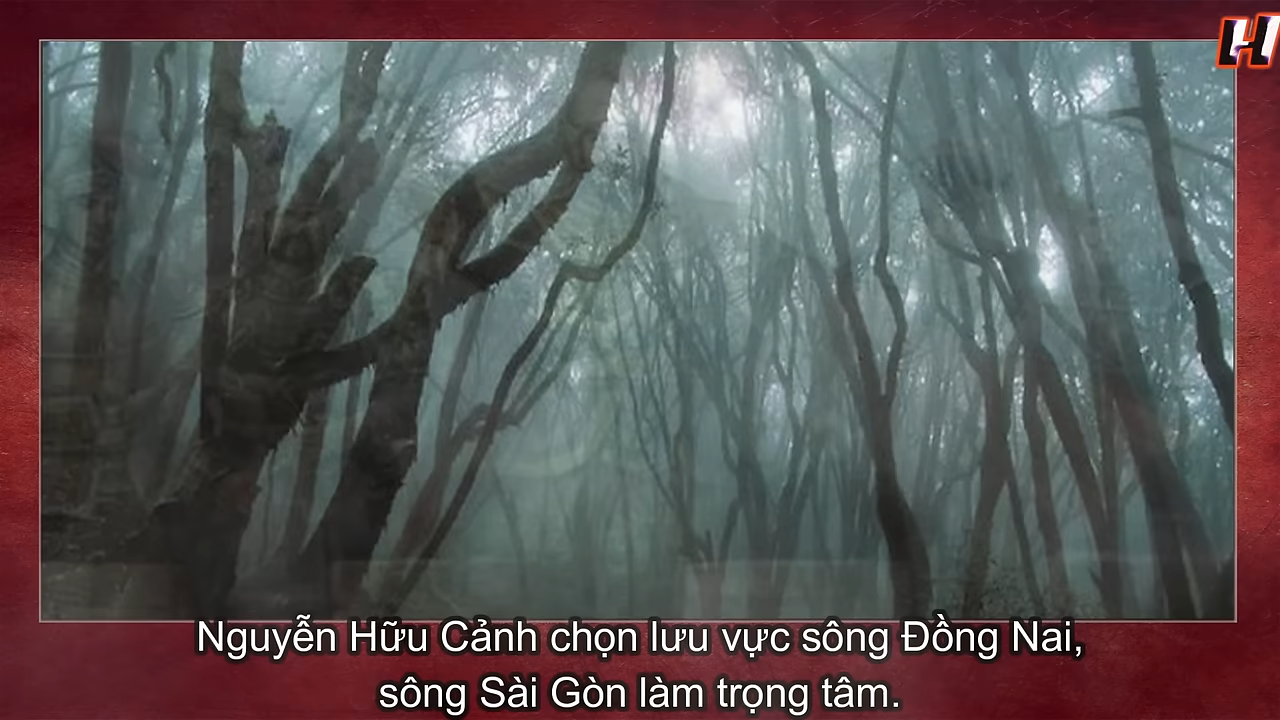 H
Nguyễn Hữu Cảnh chọn lưu vực sông Đồng Nai,
sông Sài Gòn làm trọng tâm.